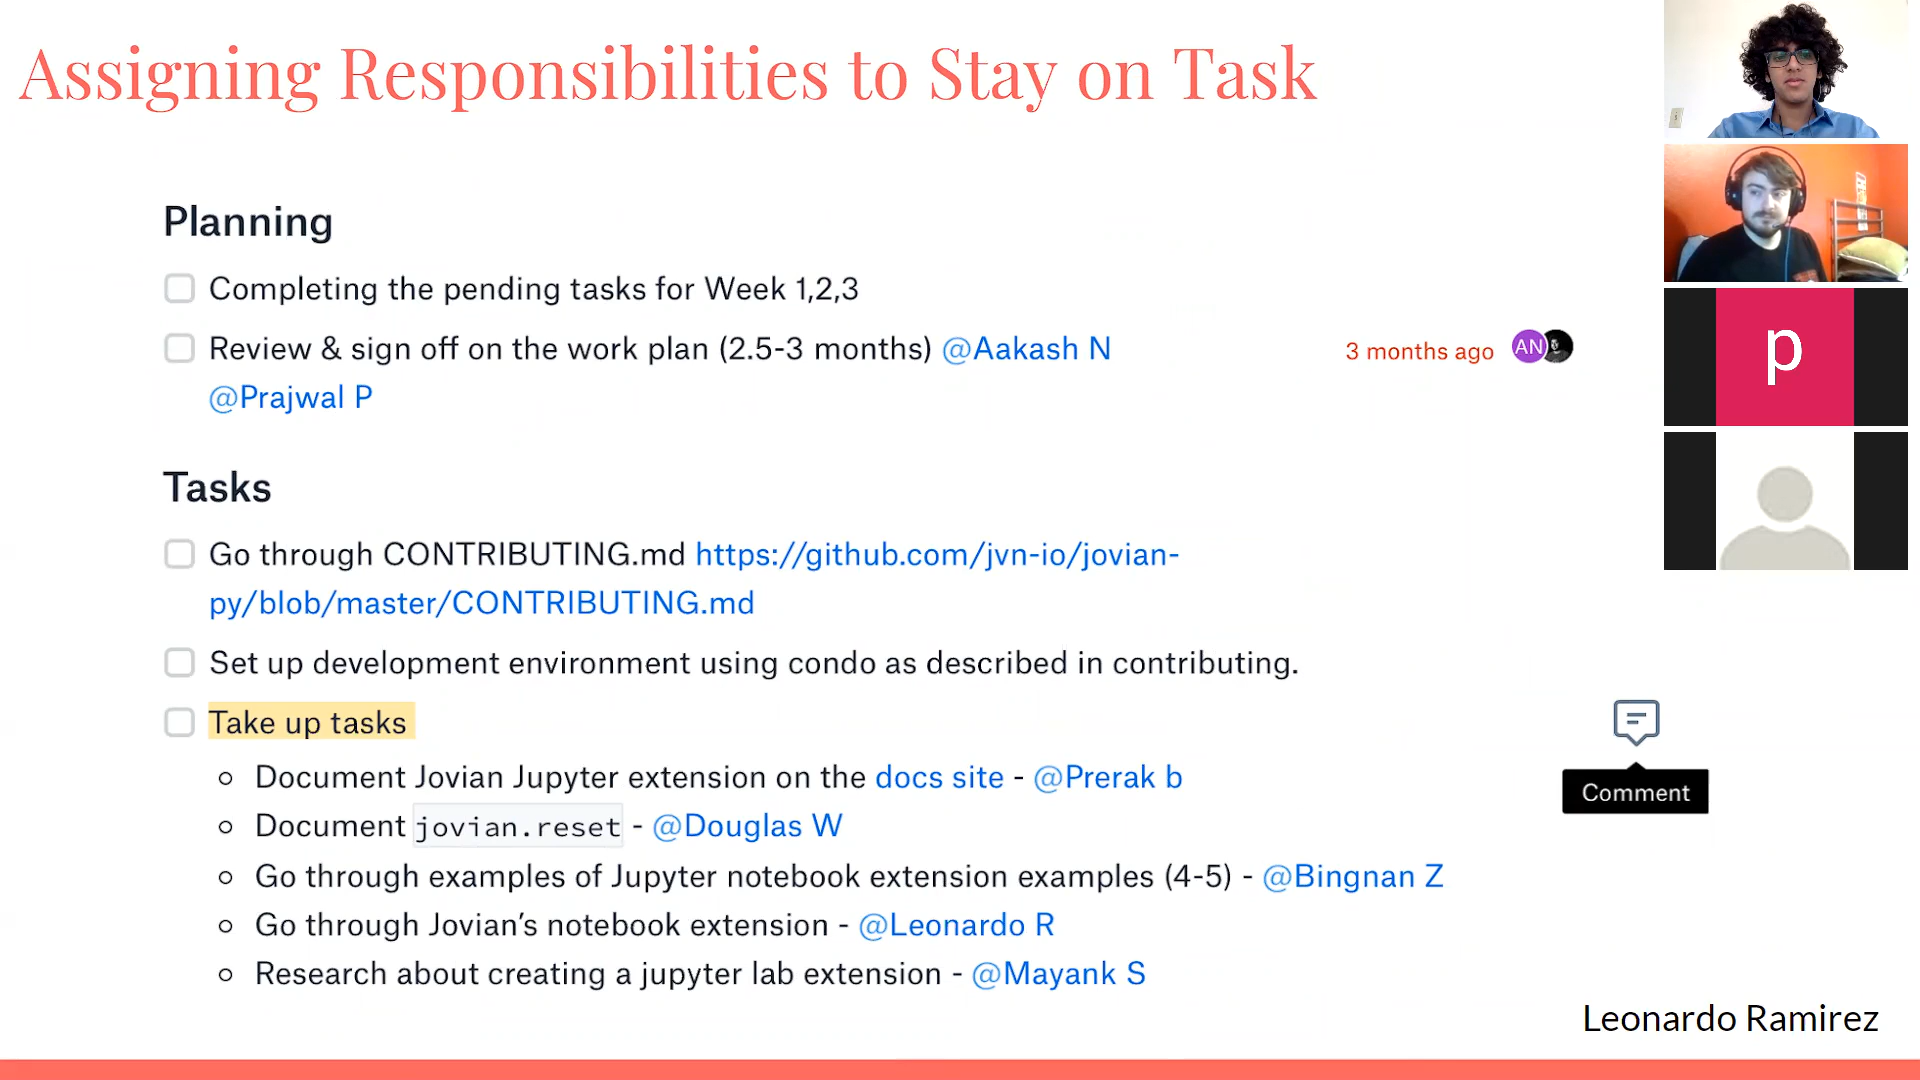 Assigning Responsibilities to Stay on Task
Planning
Completing the pending tasks for Week 1,2,3
Review & sign off on the work plan (2.5-3 months) @Aakash N
@Prajwal P
3 months ago AN
Tasks
Go through CONTRIBUTING.md https://github.com/jvn-io/jovian-
py/blob/master/CONTRIBUTING.md
Set up development environment using condo as described in contributing.
Take up tasks
Comment
Document Jovian Jupyter extension on the docs site - @Prerak b
Document jovian.reset - @Douglas W
Go through examples of Jupyter notebook extension examples (4-5) - @Bingnan Z
Go through Jovian’s notebook extension - @Leonardo R
Research about creating a jupyter lab extension - @Mayank S
Leonardo Ramirez
p